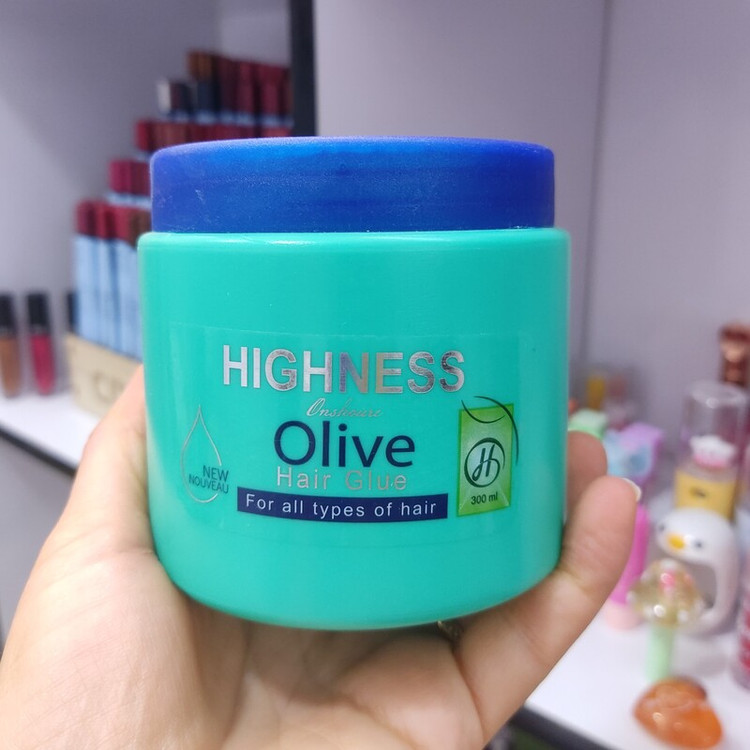 HIGHNESS
Olive
Hair Glue
For all types of hair
NEW
NOUVEAU
H
300 ml